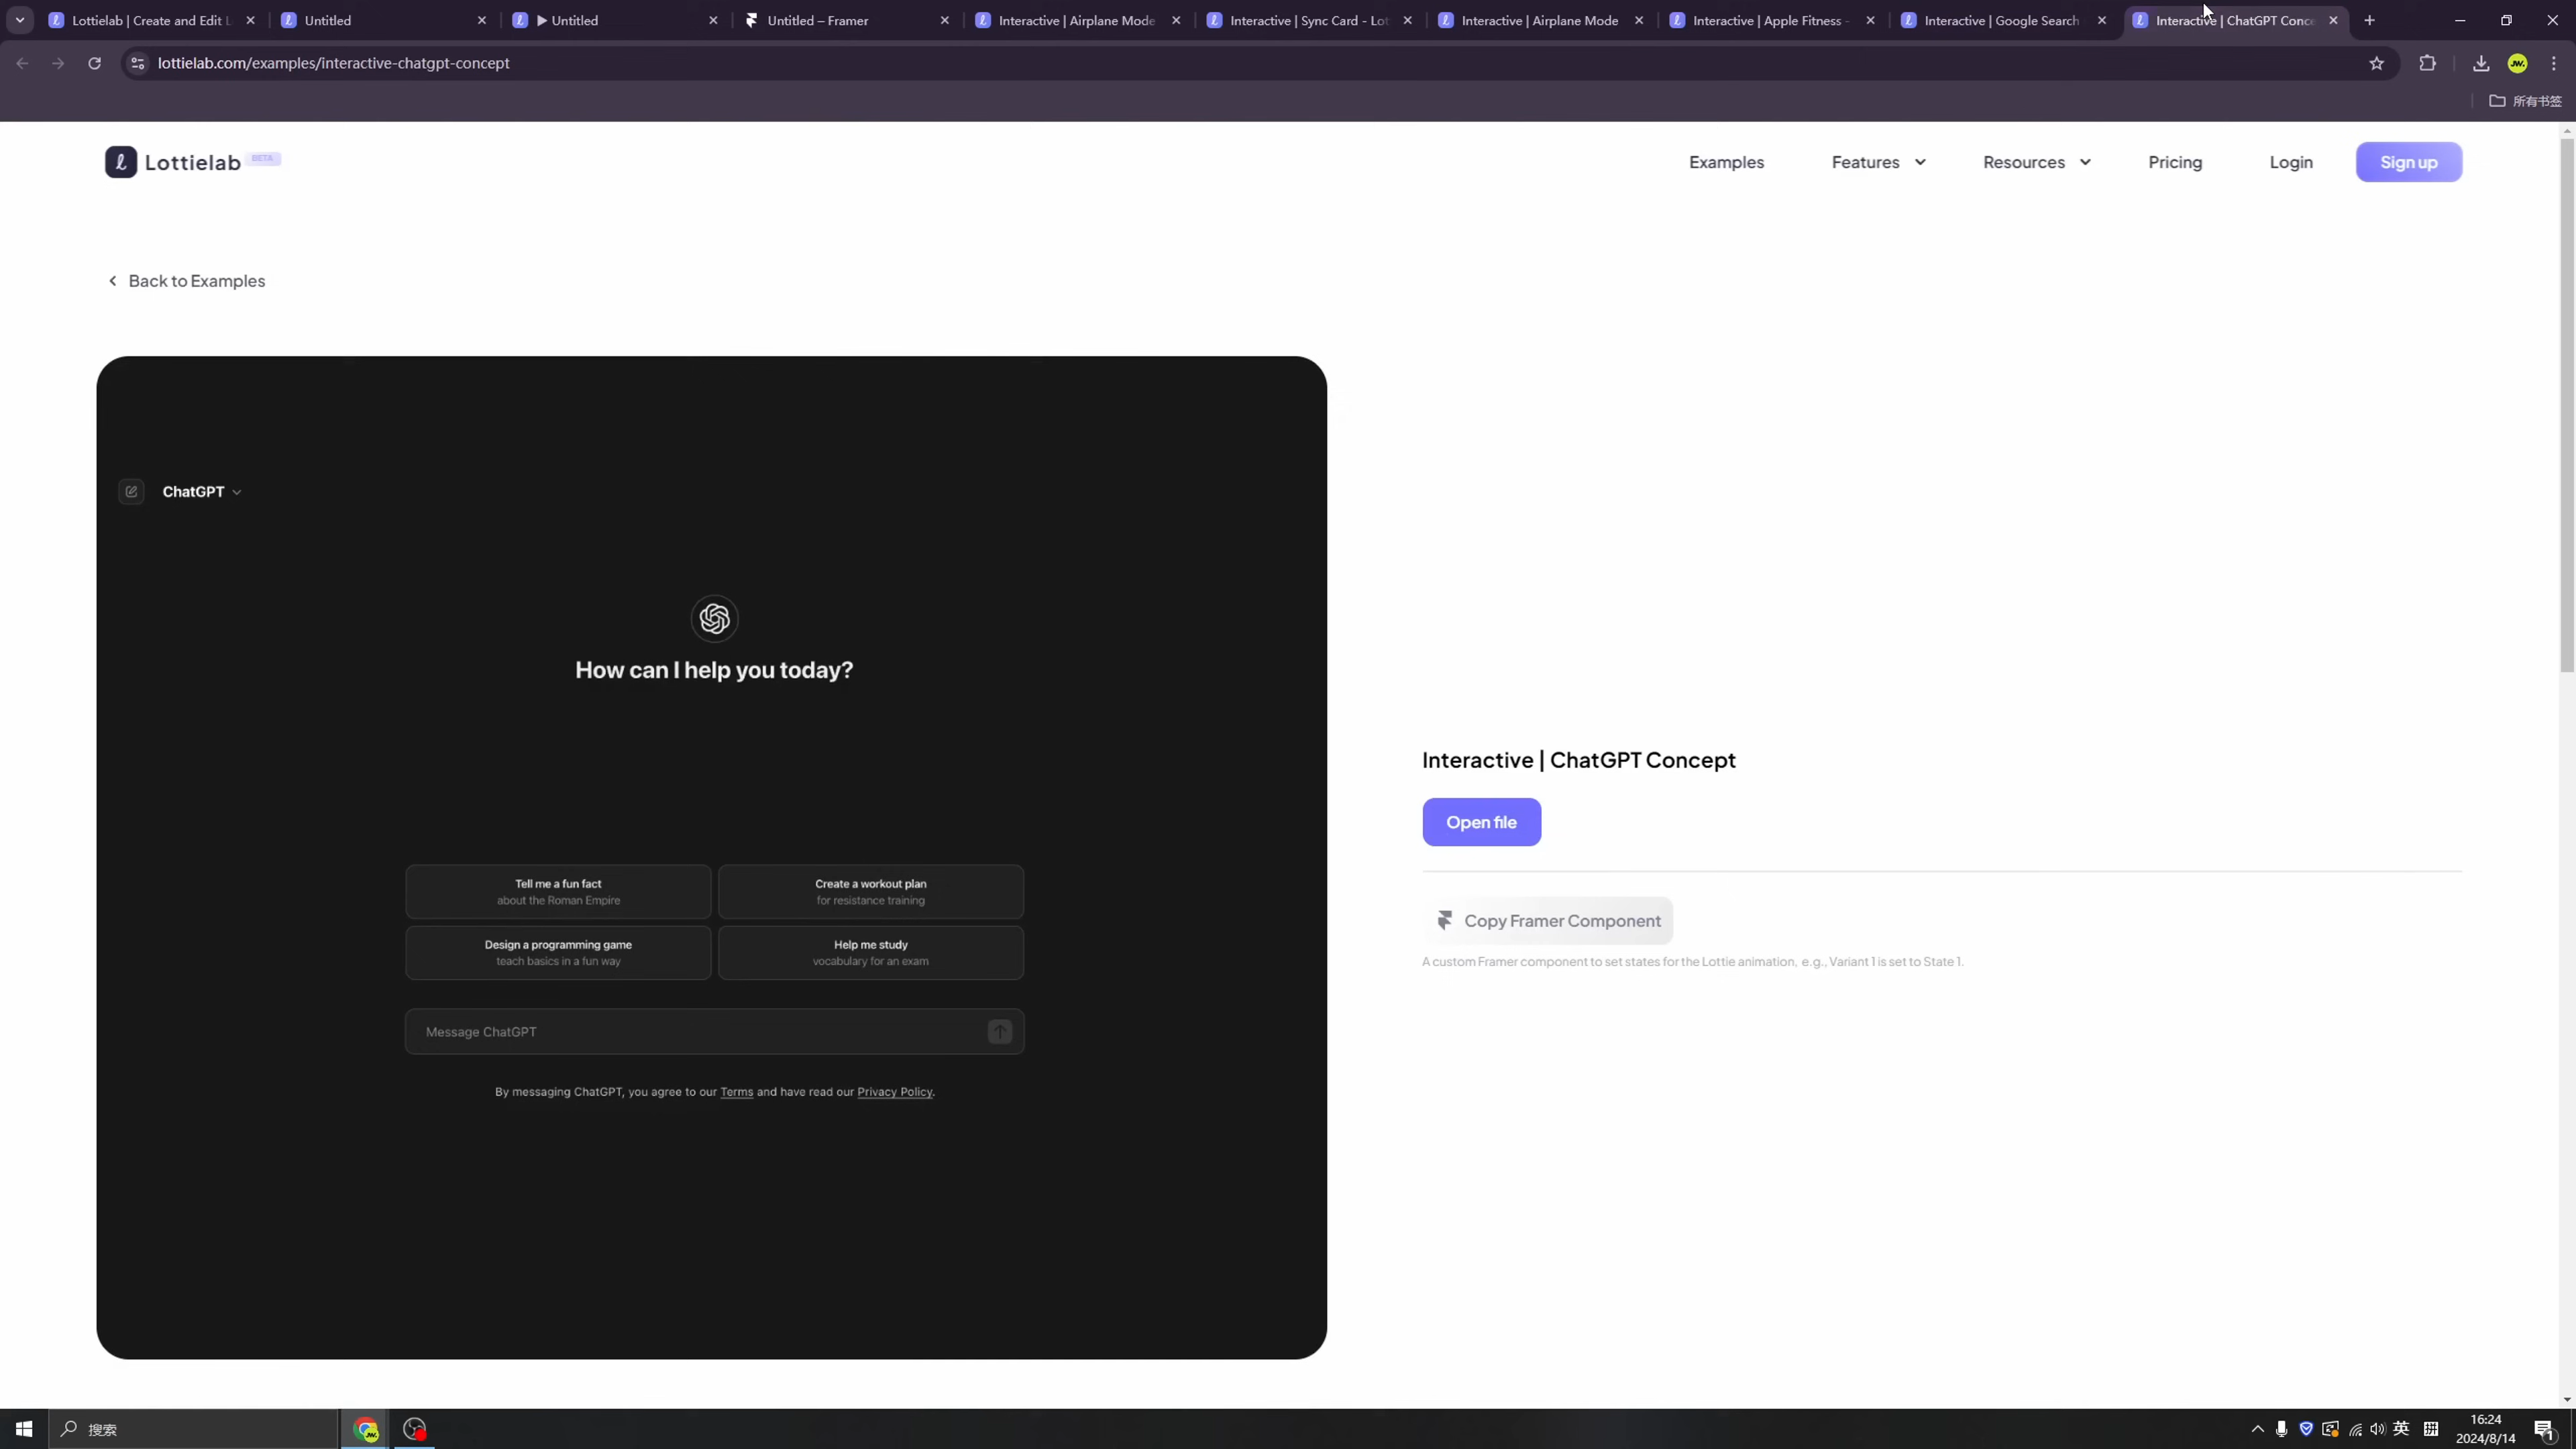 Lottielab | Create and Edit L
Untitled
▶ Untitled
Untitled – Framer
Interactive | Airplane Mode
Interactive | Sync Card - Lot
Interactive | Airplane Mode
Interactive | Apple Fitness -
Interactive | Google Search
Interactive | ChatGPT Conce
lottielab.com/examples/interactive-chatgpt-concept
JW.
所有书签
Lottielab BETA
Examples
Features
Resources
Pricing
Login
Sign up
Back to Examples
ChatGPT
How can I help you today?
Tell me a fun fact
about the Roman Empire
Create a workout plan
for resistance training
Design a programming game
teach basics in a fun way
Help me study
vocabulary for an exam
Message ChatGPT
By messaging ChatGPT, you agree to our Terms and have read our Privacy Policy.
Interactive | ChatGPT Concept
Open file
Copy Framer Component
A custom Framer component to set states for the Lottie animation, e.g., Variant 1 is set to State 1.
搜索
英
拼
16:24
2024/8/14
1